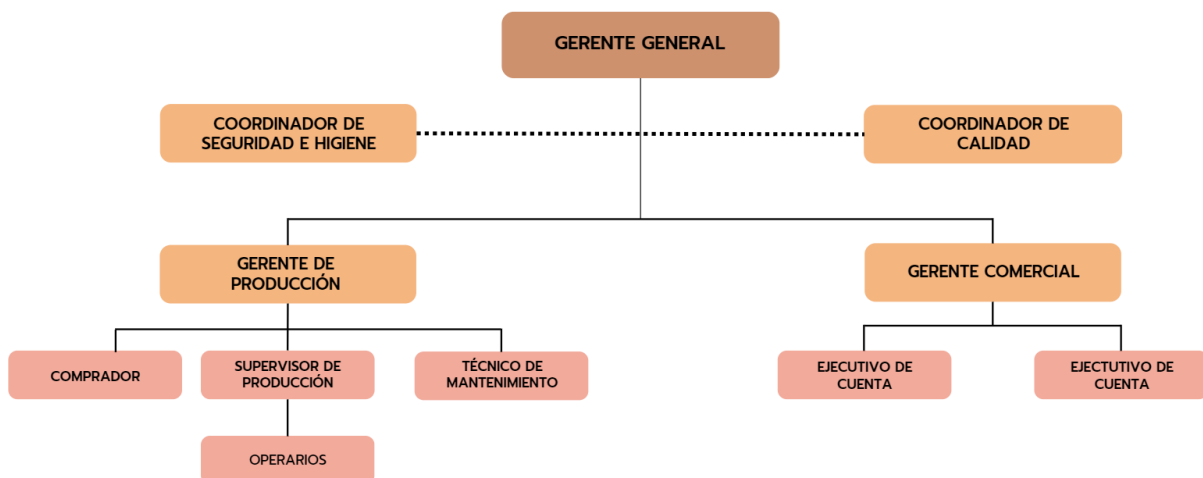 GERENTE GENERAL
COORDINADOR DE
SEGURIDAD E HIGIENE
COORDINADOR DE
CALIDAD
GERENTE DE
PRODUCCIÓN
GERENTE COMERCIAL
COMPRADOR
SUPERVISOR DE
PRODUCCIÓN
TÉCNICO DE
MANTENIMIENTO
EJECUTIVO DE
CUENTA
EJECTUTIVO DE
CUENTA
OPERARIOS